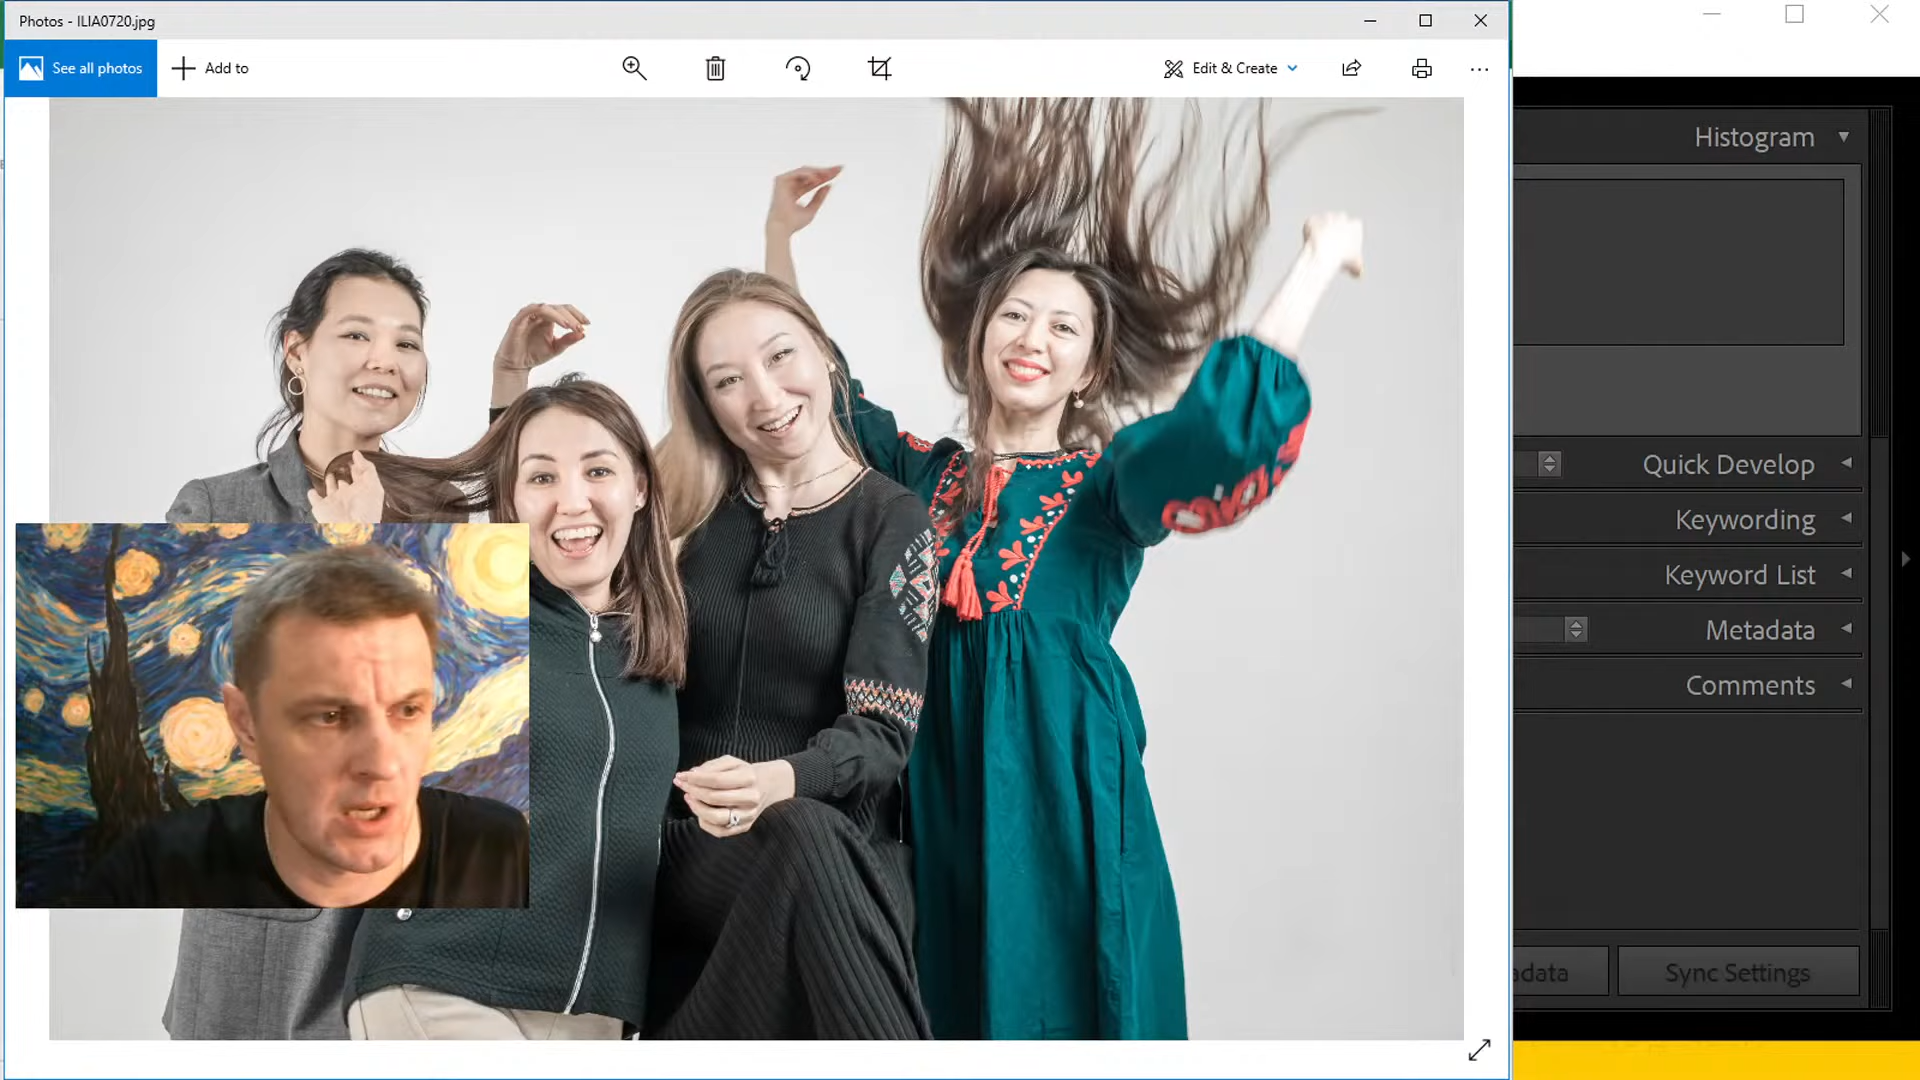 Photos - ILIA0720.jpg
See all photos
Add to
Edit & Create
Histogram
Quick Develop
Keywording
Keyword List
Metadata
Comments
Sync Settings